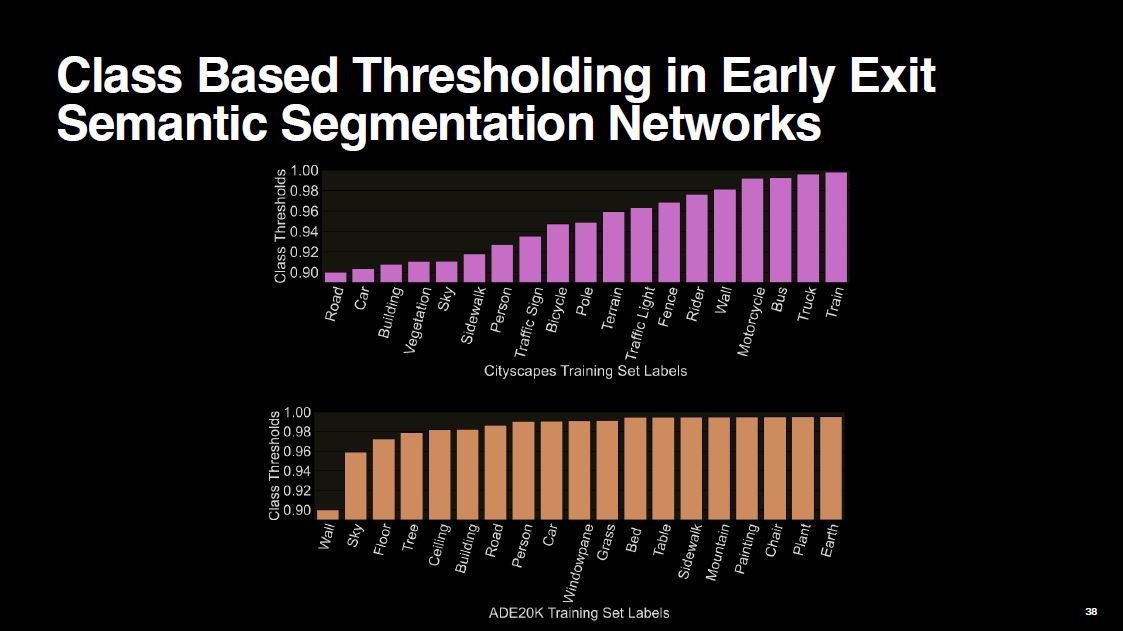 Class Based Thresholding in Early Exit
Semantic Segmentation Networks
Class Thresholds
1.00
0.98
0.96
0.94
0.92
0.90
Road
Car
Building
Vegetation
Sky
Sidewalk
Person
Traffic Sign
Bicycle
Pole
Terrain
Traffic Light
Fence
Rider
Wall
Motorcycle
Bus
Truck
Train
Cityscapes Training Set Labels
Class Thresholds
1.00
0.98
0.96
0.94
0.92
0.90
Wall
Sky
Floor
Tree
Ceiling
Building
Road
Person
Car
Windowpane
Grass
Bed
Table
Sidewalk
Mountain
Painting
Chair
Plant
Earth
ADE20K Training Set Labels
38